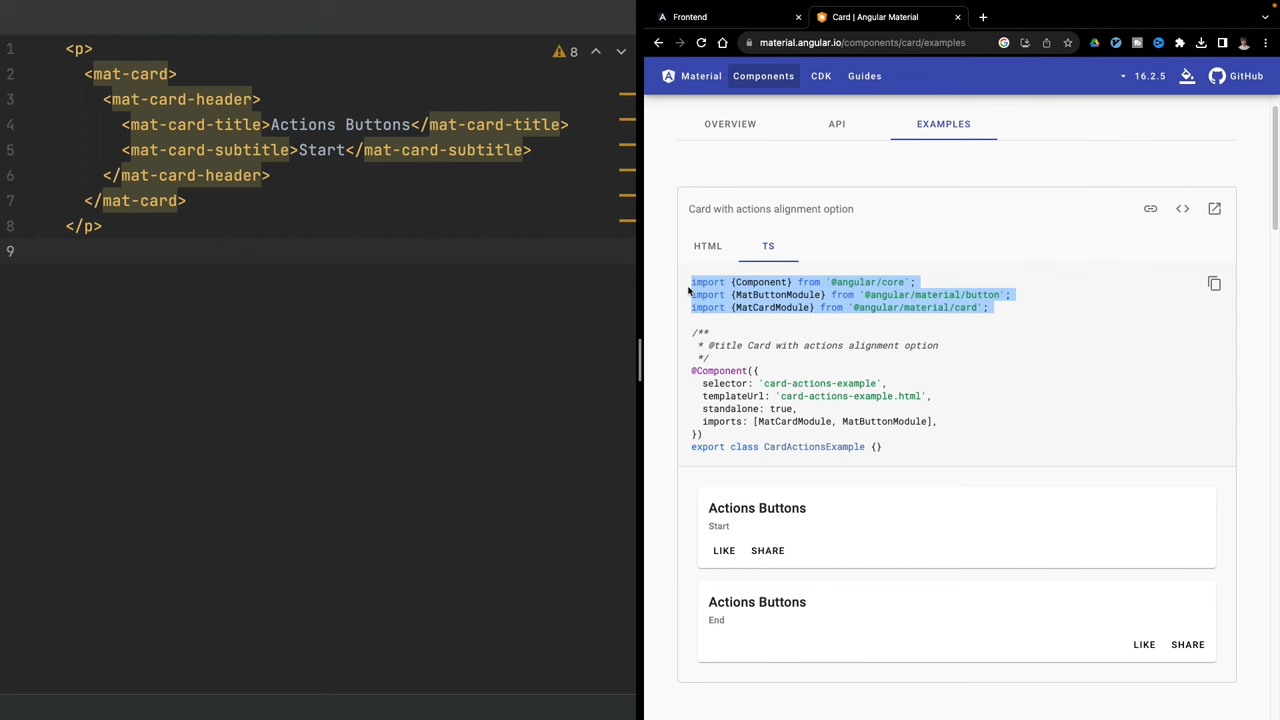 1 <p>
2 <mat-card>
3 <mat-card-header>
4 <mat-card-title>Actions Buttons</mat-card-title>
5 <mat-card-subtitle>Start</mat-card-subtitle>
6 </mat-card-header>
7 </mat-card>
8 </p>
9
8
Frontend
Card | Angular Material
material.angular.io/components/card/examples
Material Components CDK Guides 16.2.5 GitHub
OVERVIEW API EXAMPLES
Card with actions alignment option
HTML TS
import {Component} from '@angular/core';
import {MatButtonModule} from '@angular/material/button';
import {MatCardModule} from '@angular/material/card';
/**
* @title Card with actions alignment option
*/
@Component({
selector: 'card-actions-example',
templateUrl: 'card-actions-example.html',
standalone: true,
imports: [MatCardModule, MatButtonModule],
})
export class CardActionsExample {}
Actions Buttons
Start
LIKE SHARE
Actions Buttons
End
LIKE SHARE